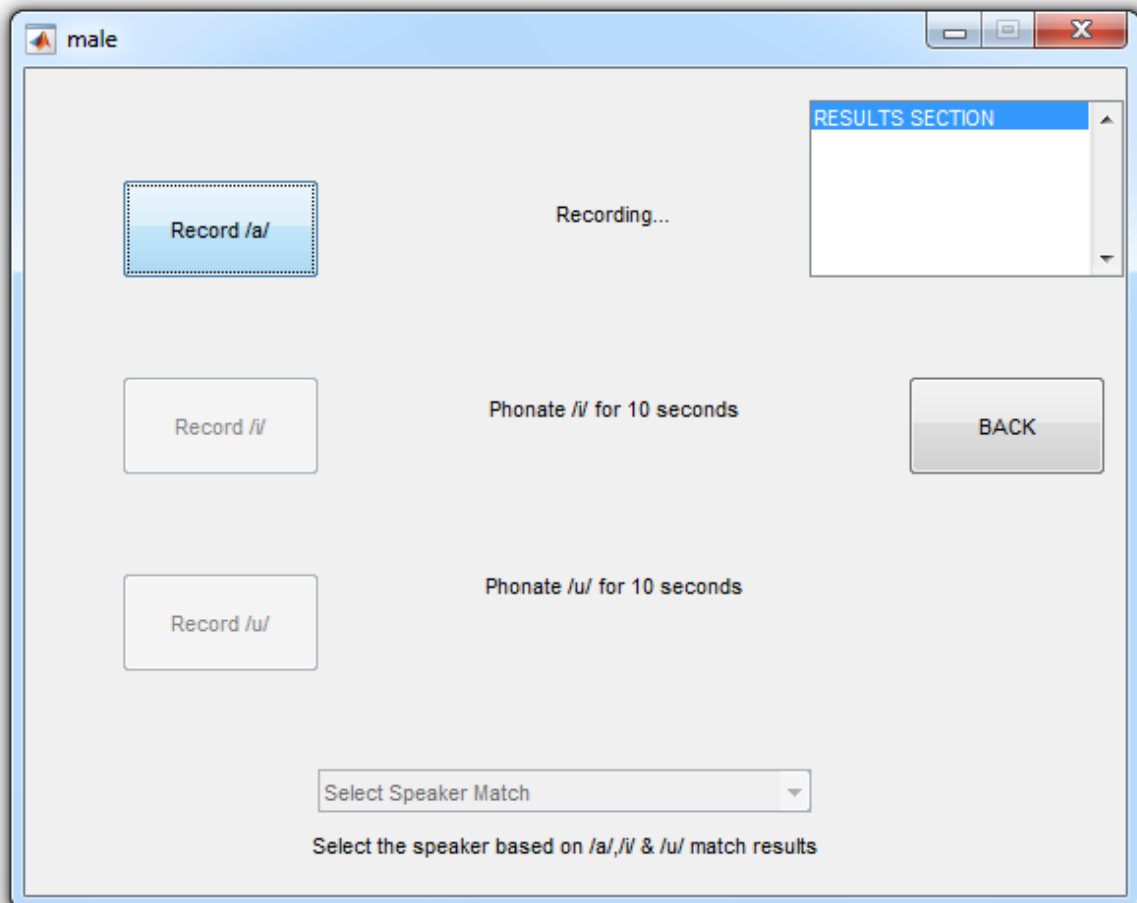 male
RESULTS SECTION
Record /a/
Recording...
Record /i/
Phonate /i/ for 10 seconds
BACK
Record /u/
Phonate /u/ for 10 seconds
Select Speaker Match
Select the speaker based on /a/,/i/ & /u/ match results